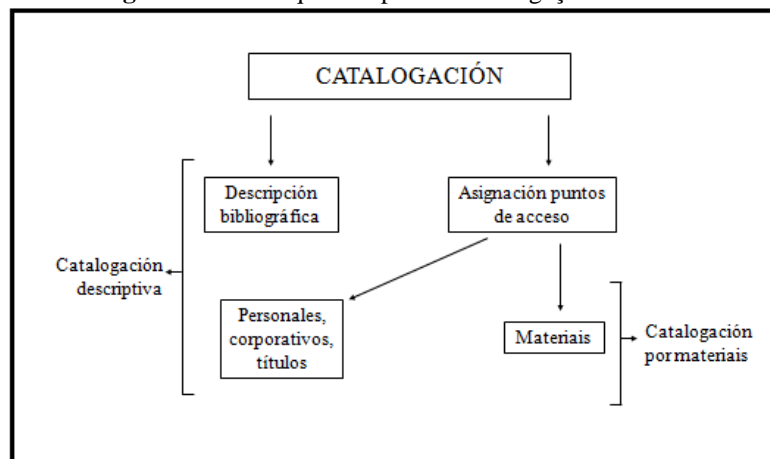 CATALOGACIÓN
Descripción
bibliográfica
Asignación puntos
de acceso
Catalogación
descriptiva
Personales,
corporativos,
títulos
Materiais
Catalogación
por materiais